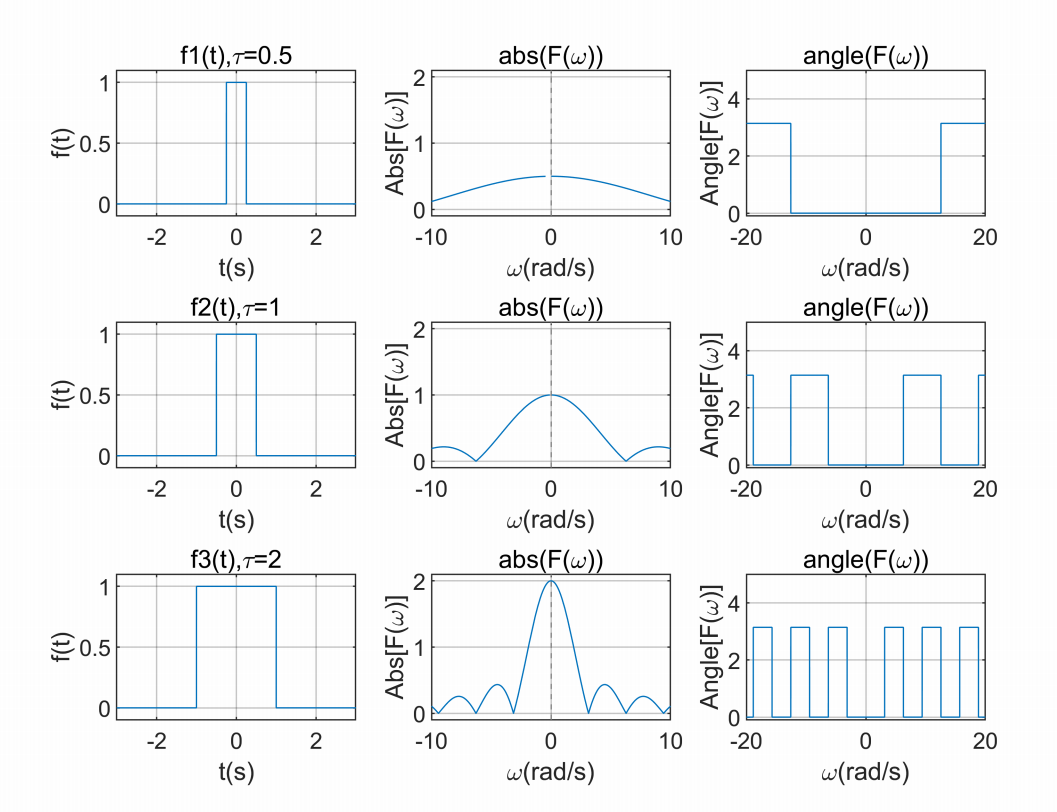 f1(t),τ=0.5
abs(F(ω))
angle(F(ω))
f(t)
1
0.5
0
-2
0
2
t(s)
Abs[F(ω)]
2
1
0
-10
0
10
ω(rad/s)
Angle[F(ω)]
4
2
0
-20
0
20
ω(rad/s)
f2(t),τ=1
abs(F(ω))
angle(F(ω))
f(t)
1
0.5
0
-2
0
2
t(s)
Abs[F(ω)]
2
1
0
-10
0
10
ω(rad/s)
Angle[F(ω)]
4
2
0
-20
0
20
ω(rad/s)
f3(t),τ=2
abs(F(ω))
angle(F(ω))
f(t)
1
0.5
0
-2
0
2
t(s)
Abs[F(ω)]
2
1
0
-10
0
10
ω(rad/s)
Angle[F(ω)]
4
2
0
-20
0
20
ω(rad/s)